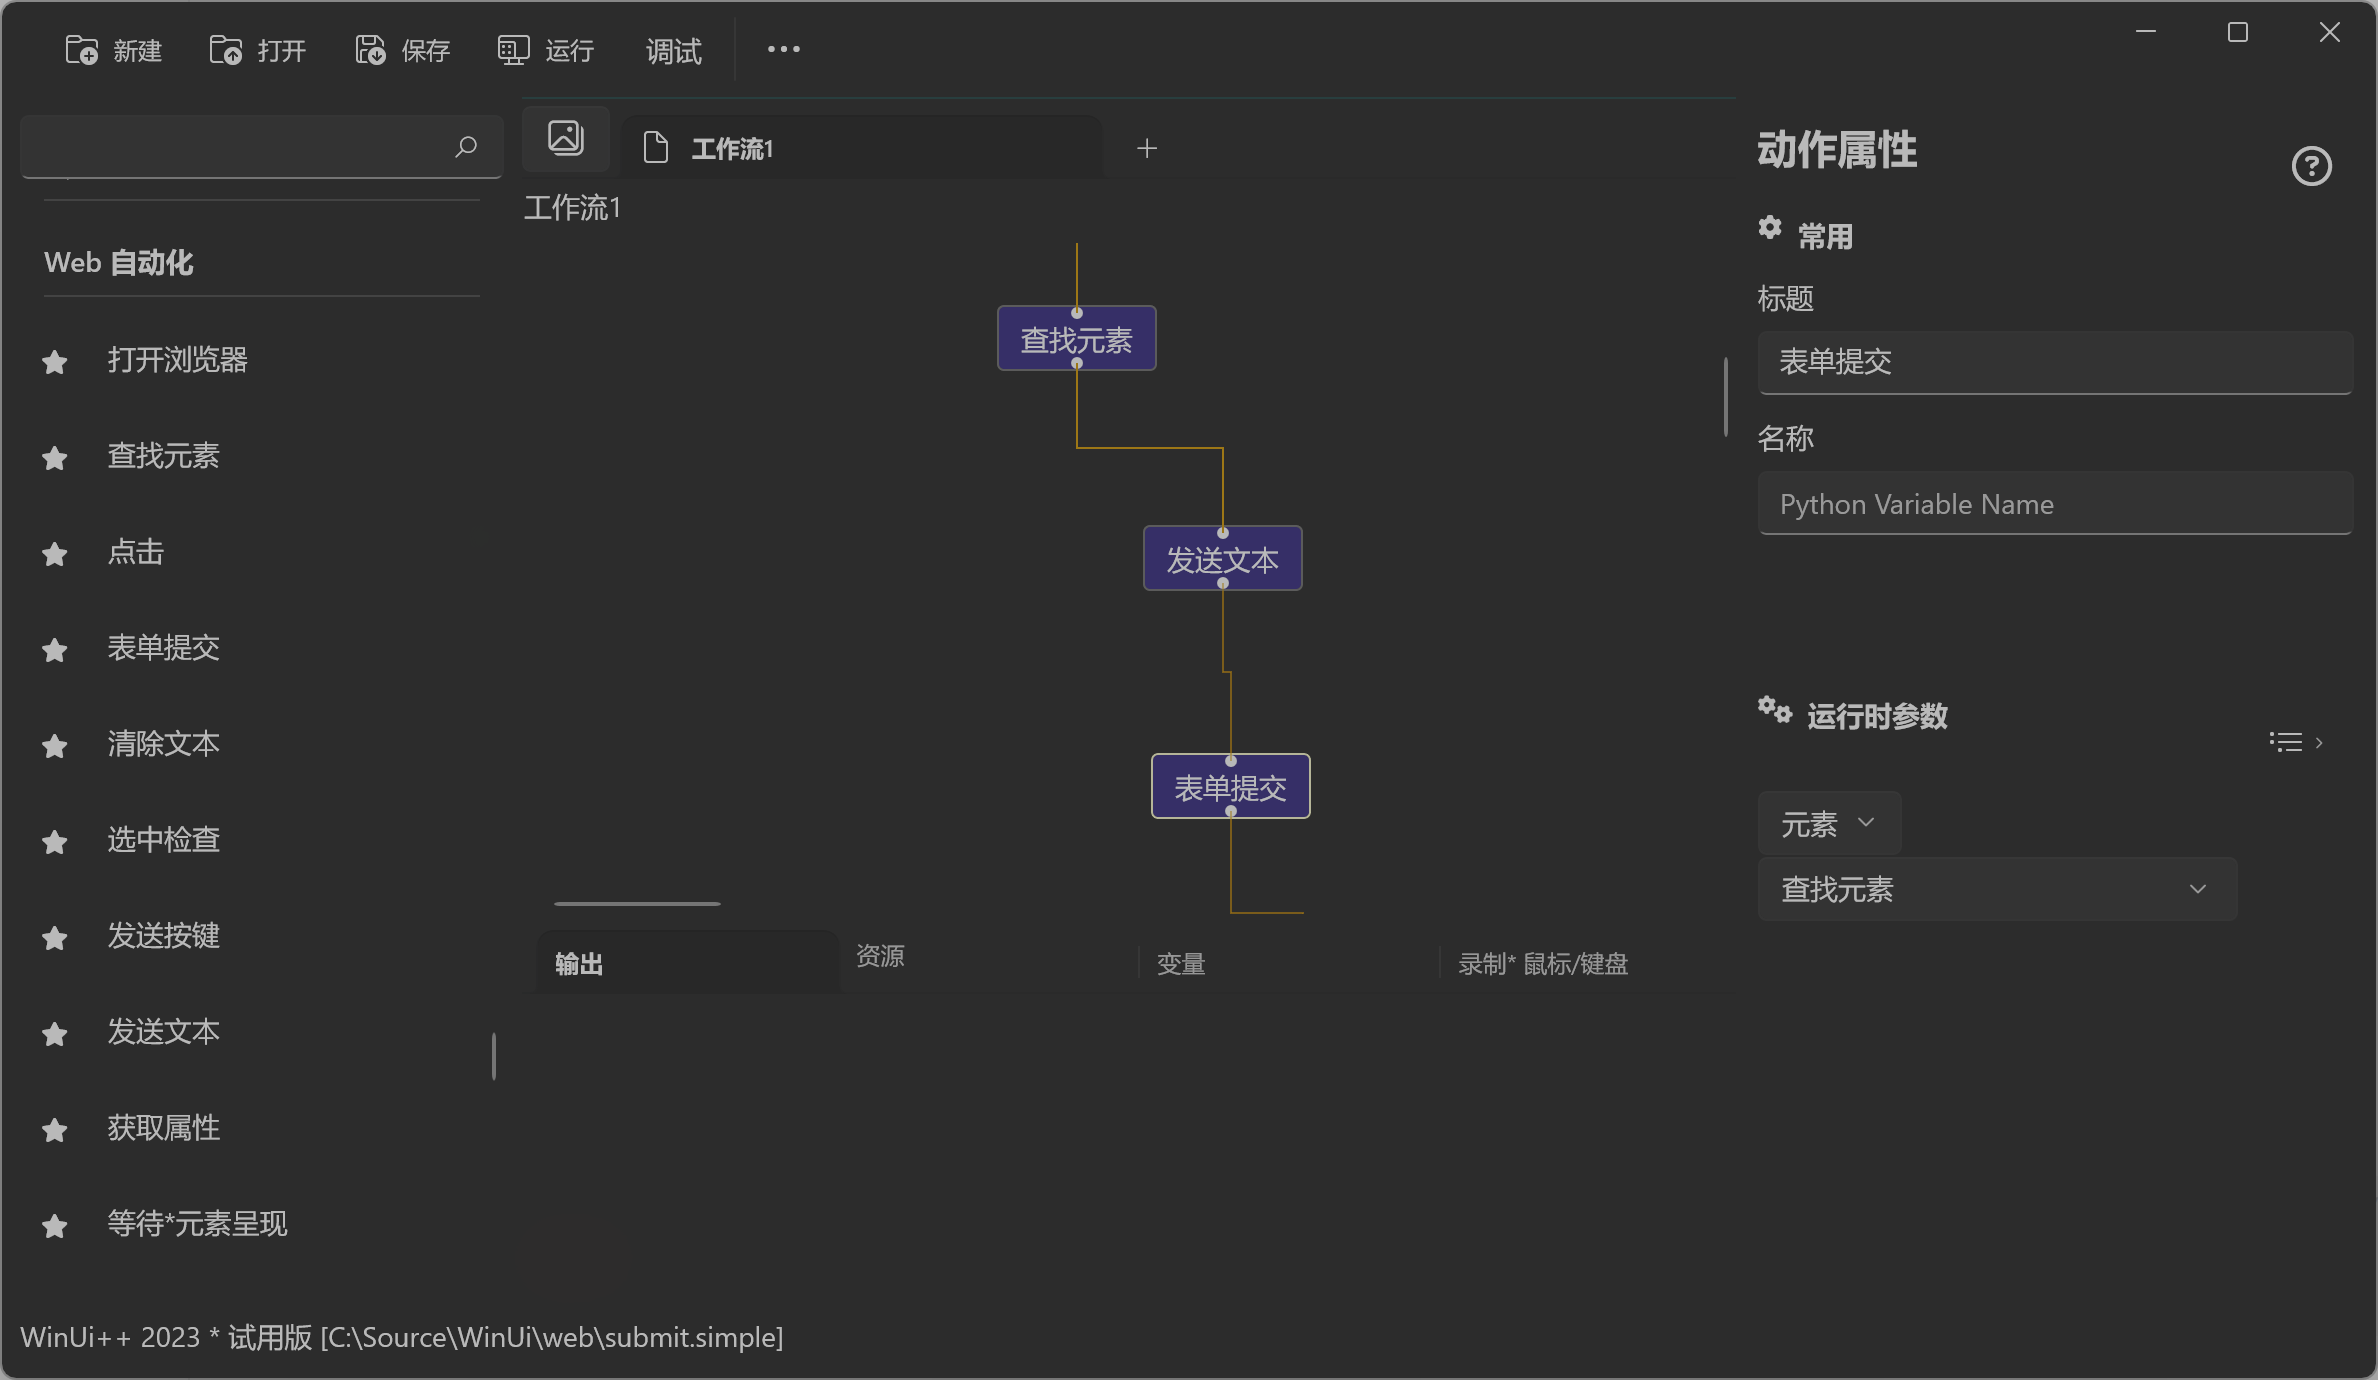 新建 打开 保存 运行 调试
工作流1
工作流1
Web 自动化
打开浏览器
查找元素
点击
表单提交
清除文本
选中检查
发送按键
发送文本
获取属性
等待*元素呈现
查找元素
发送文本
表单提交
输出 资源 变量 录制* 鼠标/键盘
动作属性
常用
标题
表单提交
名称
Python Variable Name
运行时参数
元素
查找元素
WinUi++ 2023 * 试用版 [C:\Source\WinUi\web\submit.simple]